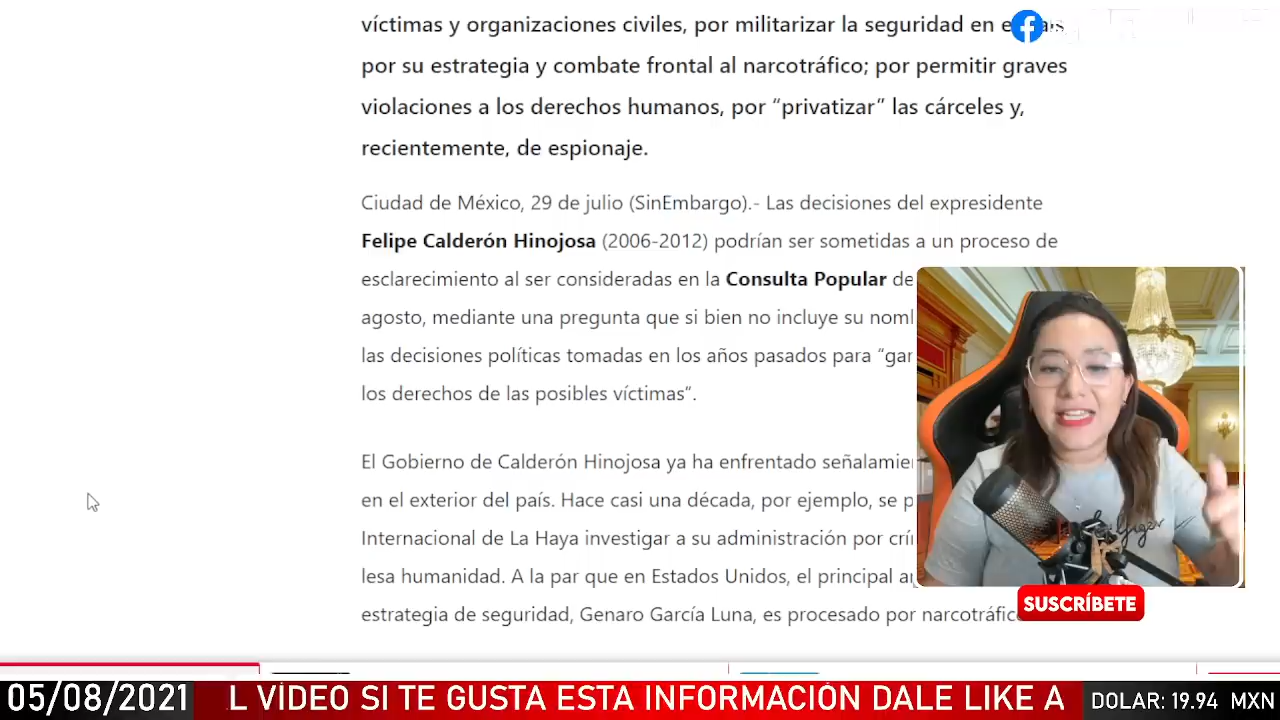 víctimas y organizaciones civiles, por militarizar la seguridad en e
por su estrategia y combate frontal al narcotráfico; por permitir graves
violaciones a los derechos humanos, por “privatizar” las cárceles y,
recientemente, de espionaje.
Ciudad de México, 29 de julio (SinEmbargo).- Las decisiones del expresidente
Felipe Calderón Hinojosa (2006-2012) podrían ser sometidas a un proceso de
esclarecimiento al ser consideradas en la Consulta Popular de
agosto, mediante una pregunta que si bien no incluye su
las decisiones políticas tomadas en los años pasados para
los derechos de las posibles víctimas”.
El Gobierno de Calderón Hinojosa ya ha enfrentado
en el exterior del país. Hace casi una década, por ejemplo, se
Internacional de La Haya investigar a su administración por
lesa humanidad. A la par que en Estados Unidos, el principal
estrategia de seguridad, Genaro García Luna, es procesado por narcotráfico
SUSCRÍBETE
05/08/2021 L VÍDEO SI TE GUSTA ESTA INFORMACIÓN DALE LIKE A DOLAR: 19.94 MXN